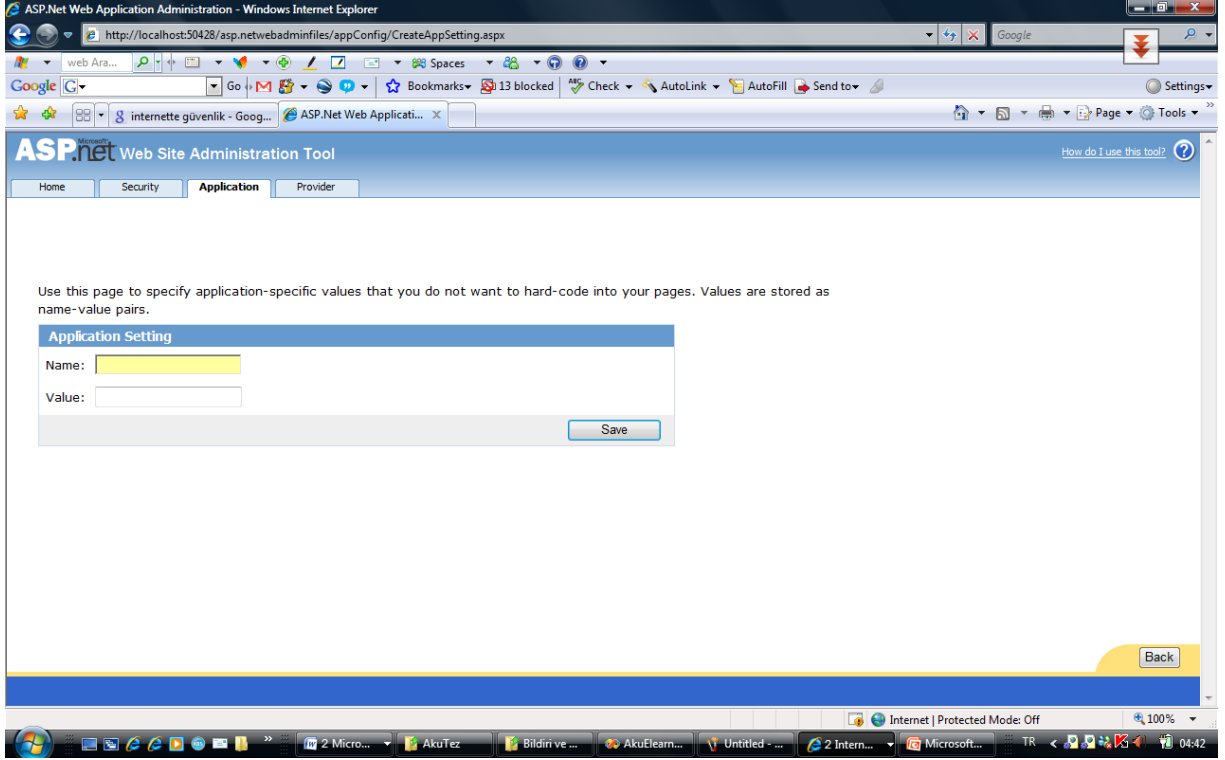 ASP.Net Web Application Administration - Windows Internet Explorer
http://localhost:50428/asp.netwebadminfiles/appConfig/CreateAppSetting.aspx
Google
web Ara...
Spaces
Google
G
Go
Bookmarks
13 blocked
Check
AutoLink
AutoFill
Send to
Settings
internette güvenlik - Goog...
ASP.Net Web Applicati...
Page
Tools
Microsoft
ASP.net Web Site Administration Tool
How do I use this tool?
Home Security Application Provider
Use this page to specify application-specific values that you do not want to hard-code into your pages. Values are stored as
name-value pairs.
Application Setting
Name:
Value:
Save
Back
Internet | Protected Mode: Off
100%
2 Micro...
AkuTez
Bildiri ve ...
AkuElearn...
Untitled - ...
2 Intern...
Microsoft...
TR
04:42